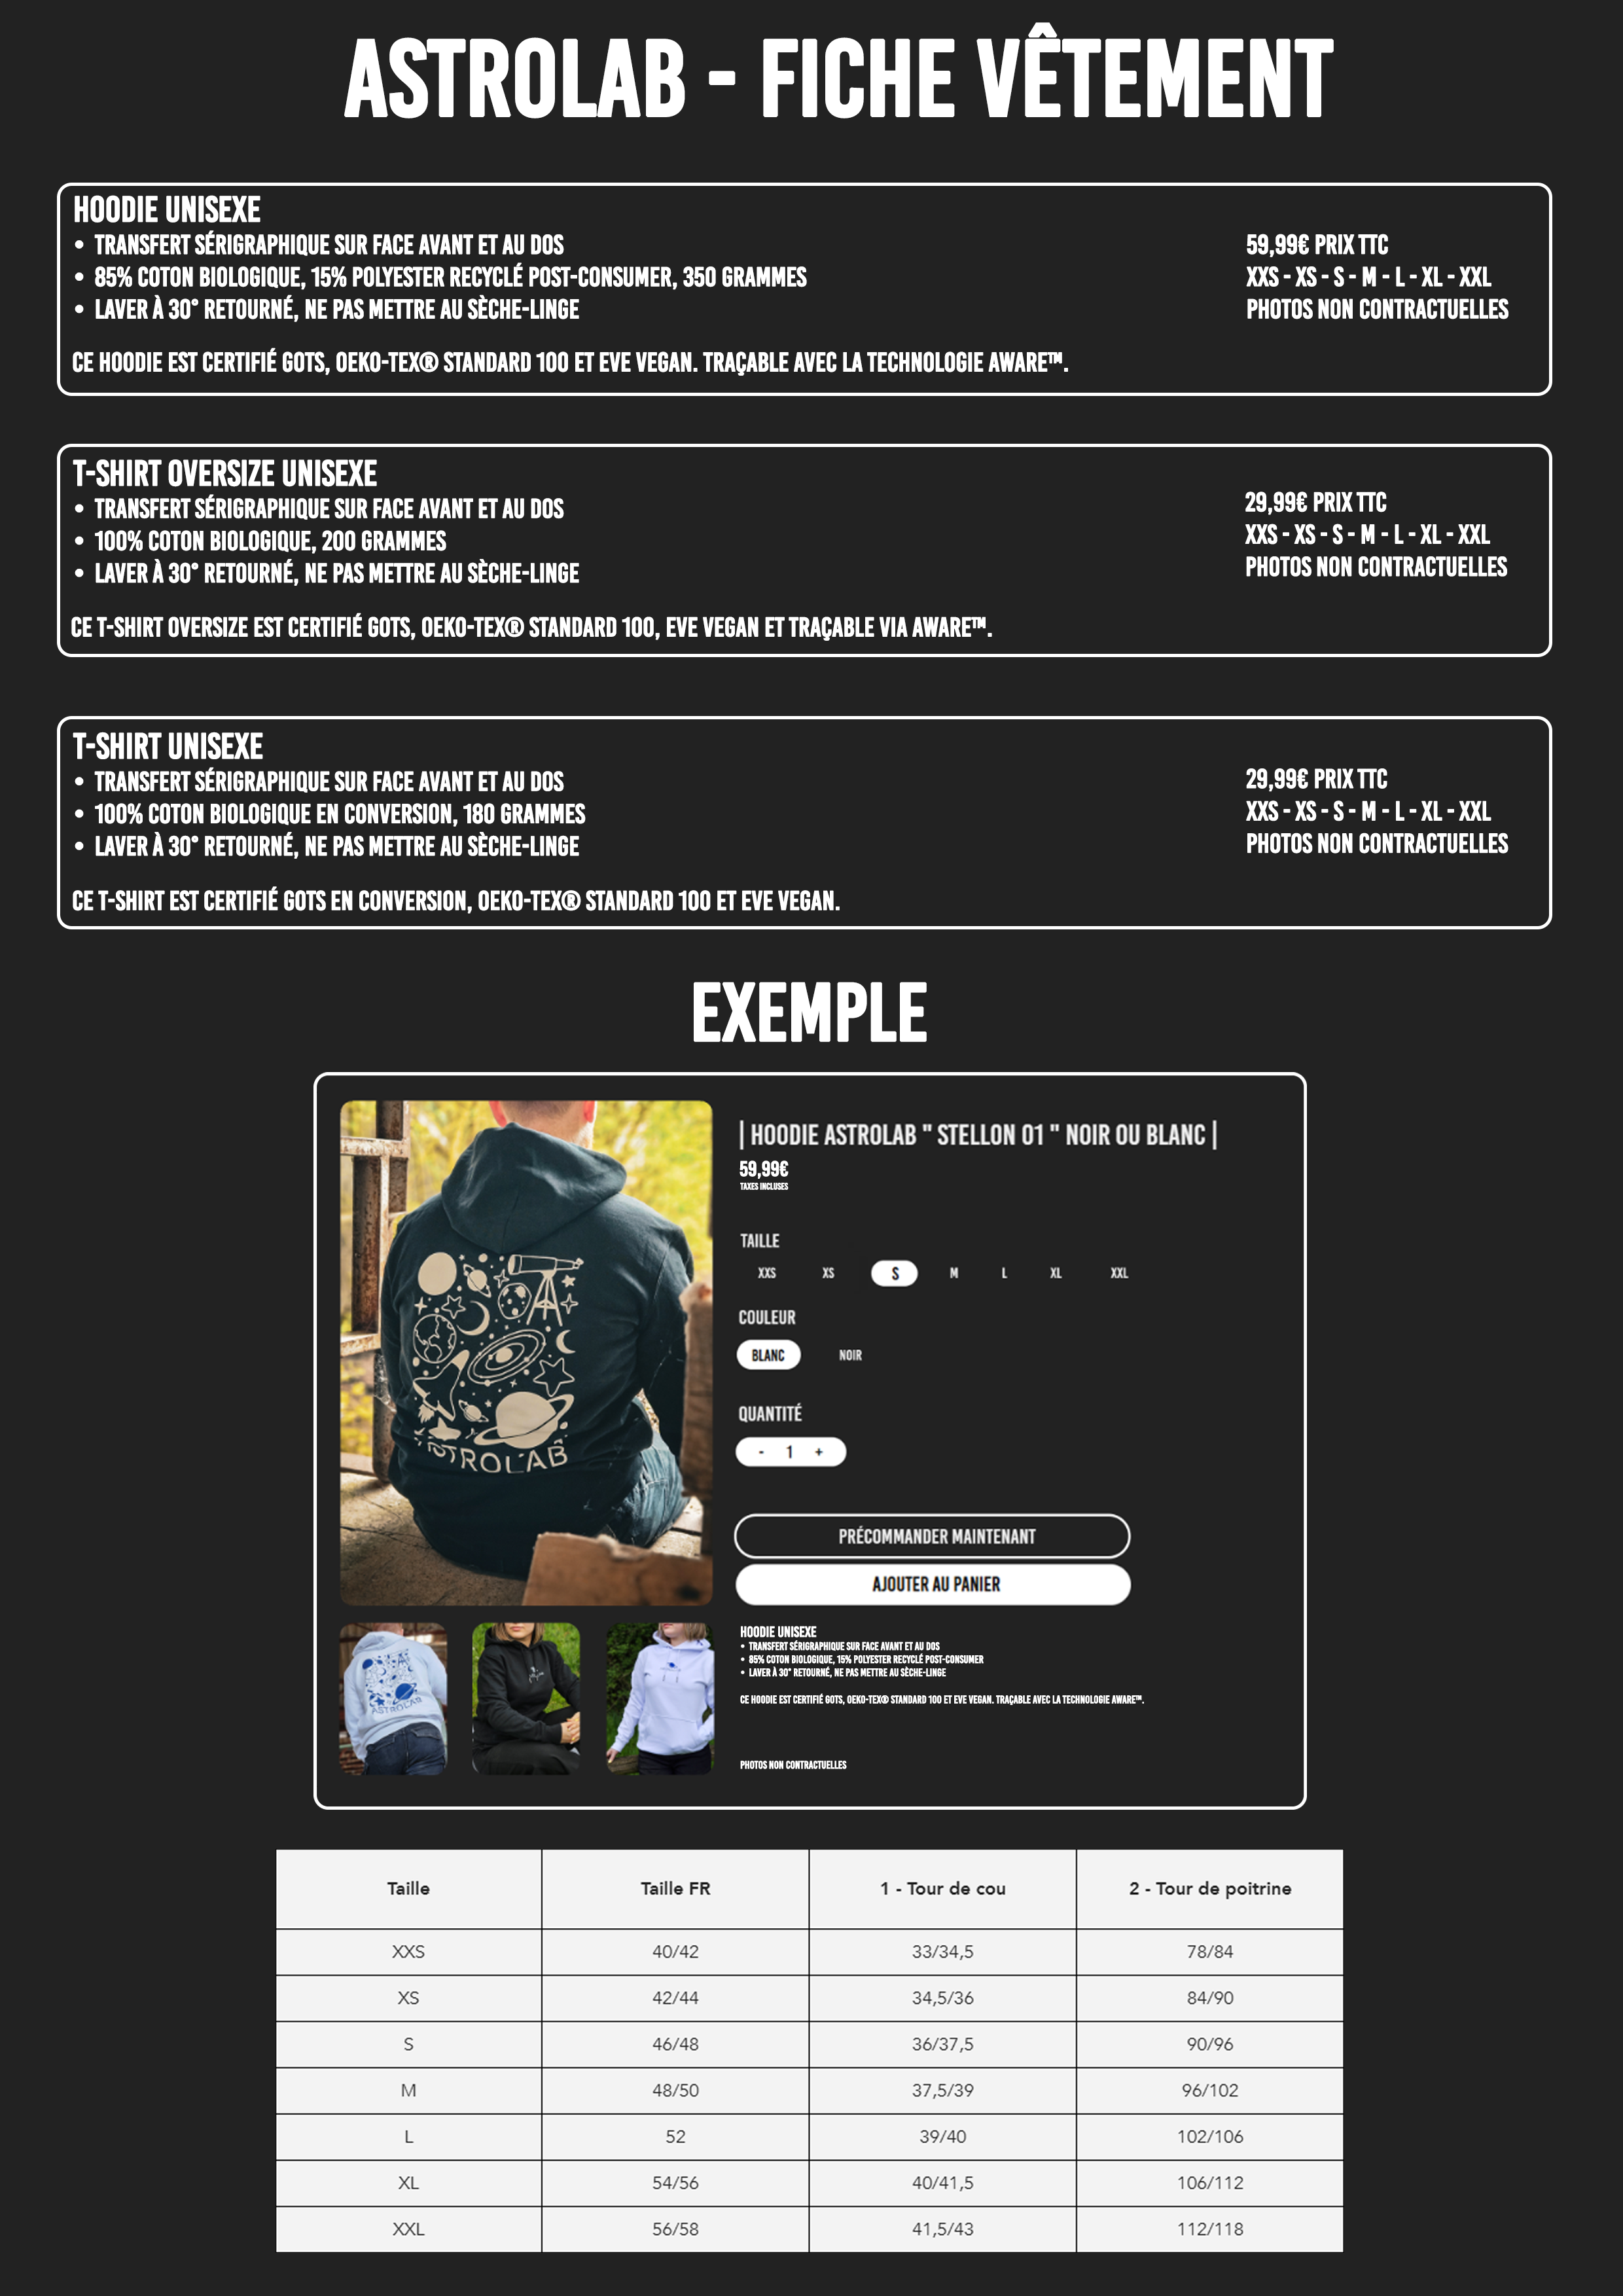 ASTROLAB - FICHE VÊTEMENT
HOODIE UNISEXE
• TRANSFERT SÉRIGRAPHIQUE SUR FACE AVANT ET AU DOS
• 85% COTON BIOLOGIQUE, 15% POLYESTER RECYCLÉ POST-CONSUMER, 350 GRAMMES
• LAVER À 30° RETOURNÉ, NE PAS METTRE AU SÈCHE-LINGE
CE HOODIE EST CERTIFIÉ GOTS, OEKO-TEX® STANDARD 100 ET EVE VEGAN. TRAÇABLE AVEC LA TECHNOLOGIE AWARE™.
59,99€ PRIX TTC
XXS - XS - S - M - L - XL - XXL
PHOTOS NON CONTRACTUELLES
T-SHIRT OVERSIZE UNISEXE
• TRANSFERT SÉRIGRAPHIQUE SUR FACE AVANT ET AU DOS
• 100% COTON BIOLOGIQUE, 200 GRAMMES
• LAVER À 30° RETOURNÉ, NE PAS METTRE AU SÈCHE-LINGE
CE T-SHIRT OVERSIZE EST CERTIFIÉ GOTS, OEKO-TEX® STANDARD 100, EVE VEGAN ET TRAÇABLE VIA AWARE™.
29,99€ PRIX TTC
XXS - XS - S - M - L - XL - XXL
PHOTOS NON CONTRACTUELLES
T-SHIRT UNISEXE
• TRANSFERT SÉRIGRAPHIQUE SUR FACE AVANT ET AU DOS
• 100% COTON BIOLOGIQUE EN CONVERSION, 180 GRAMMES
• LAVER À 30° RETOURNÉ, NE PAS METTRE AU SÈCHE-LINGE
CE T-SHIRT EST CERTIFIÉ GOTS EN CONVERSION, OEKO-TEX® STANDARD 100 ET EVE VEGAN.
29,99€ PRIX TTC
XXS - XS - S - M - L - XL - XXL
PHOTOS NON CONTRACTUELLES
EXEMPLE
ASTROLAB
ASTROLAB
| HOODIE ASTROLAB " STELLON 01 " NOIR OU BLANC |
59,99€
TAXES INCLUSES
TAILLE
XXS XS S M L XL XXL
COULEUR
BLANC NOIR
QUANTITÉ
- 1 +
PRÉCOMMANDER MAINTENANT
AJOUTER AU PANIER
HOODIE UNISEXE
• TRANSFERT SÉRIGRAPHIQUE SUR FACE AVANT ET AU DOS
• 85% COTON BIOLOGIQUE, 15% POLYESTER RECYCLÉ POST-CONSUMER
• LAVER À 30° RETOURNÉ, NE PAS METTRE AU SÈCHE-LINGE
CE HOODIE EST CERTIFIÉ GOTS, OEKO-TEX® STANDARD 100 ET EVE VEGAN. TRAÇABLE AVEC LA TECHNOLOGIE AWARE™.
PHOTOS NON CONTRACTUELLES
Taille Taille FR 1 - Tour de cou 2 - Tour de poitrine
XXS 40/42 33/34,5 78/84
XS 42/44 34,5/36 84/90
S 46/48 36/37,5 90/96
M 48/50 37,5/39 96/102
L 52 39/40 102/106
XL 54/56 40/41,5 106/112
XXL 56/58 41,5/43 112/118